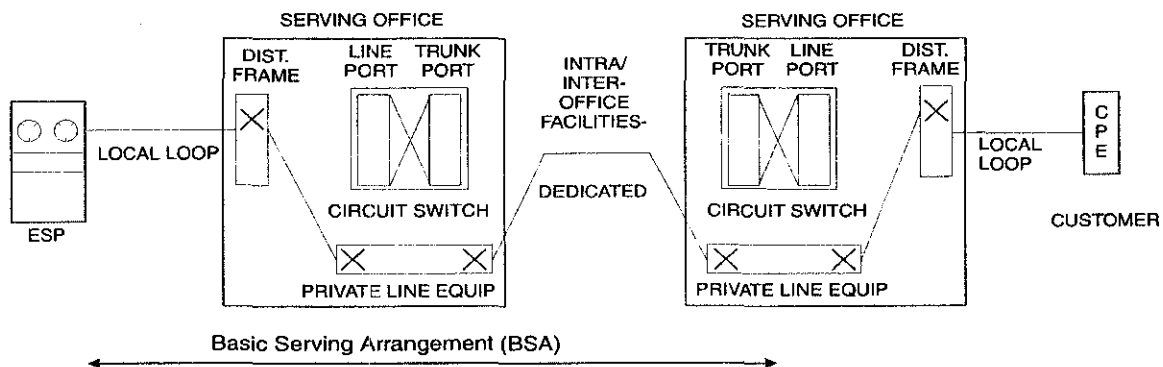 SERVING OFFICE
DIST.
FRAME
LINE
PORT
TRUNK
PORT
CIRCUIT SWITCH
PRIVATE LINE EQUIP
LOCAL LOOP
ESP
INTRA/
INTER-
OFFICE
FACILITIES-
DEDICATED
SERVING OFFICE
TRUNK
PORT
LINE
PORT
DIST.
FRAME
CIRCUIT SWITCH
PRIVATE LINE EQUIP
LOCAL
LOOP
C
P
E
CUSTOMER
Basic Serving Arrangement (BSA)